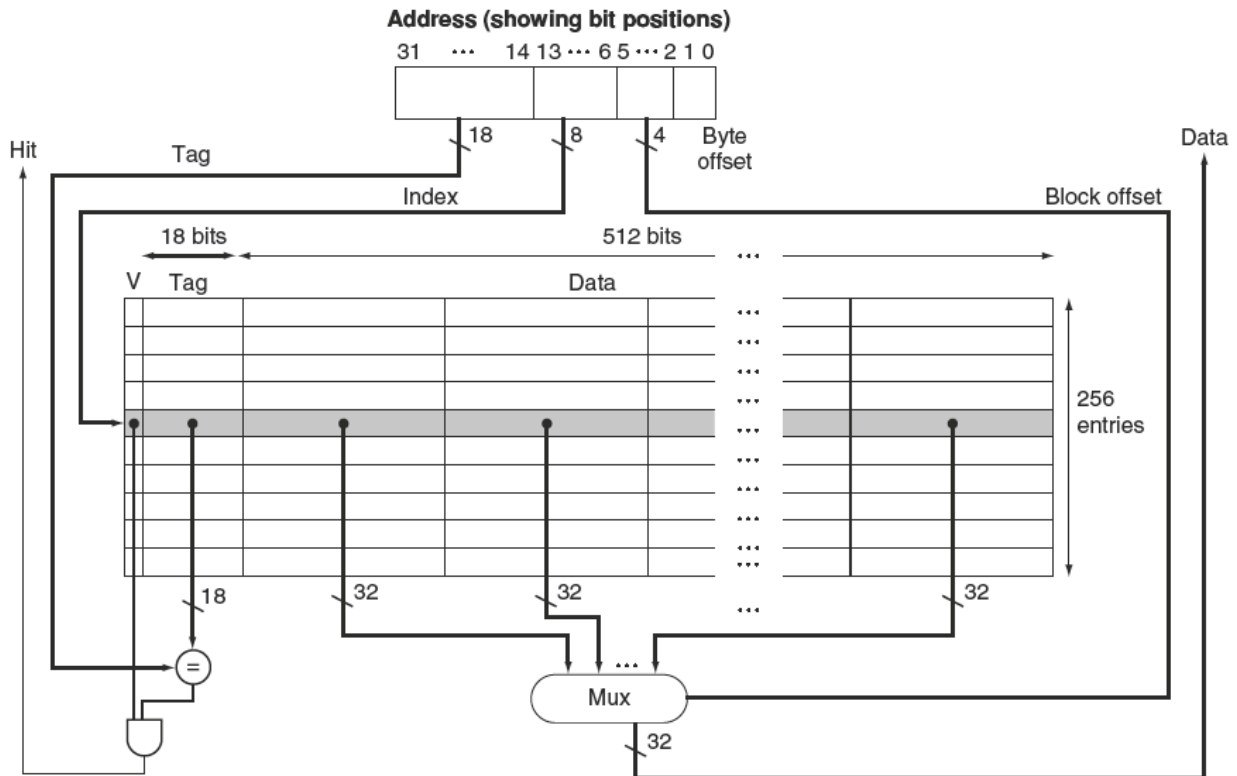 Address (showing bit positions)
31 ... 14 13 ... 6 5 ... 2 1 0
18
8
4
Byte
offset
Hit
Tag
Data
Index
Block offset
18 bits
512 bits
...
V
Tag
Data
...
...
...
...
...
...
...
...
...
...
256
entries
18
32
32
...
32
=
...
Mux
32